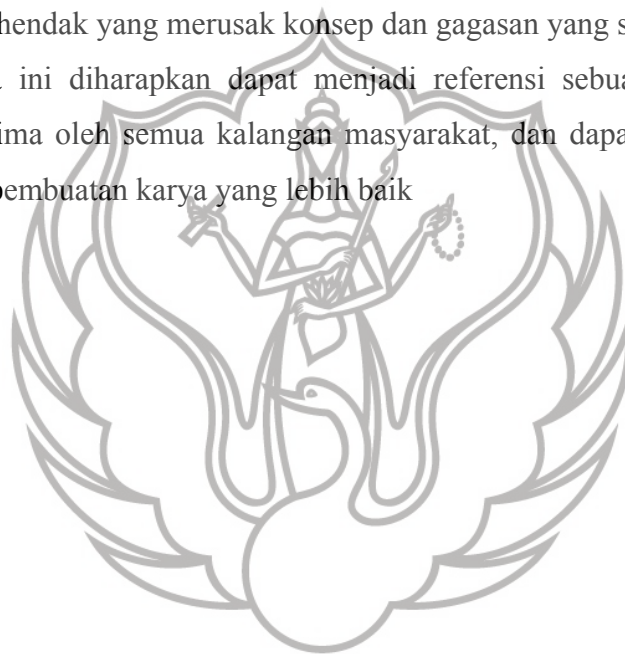 hendak yang merusak konsep dan gagasan yang s
ini diharapkan dapat menjadi referensi sebua
ima oleh semua kalangan masyarakat, dan dapa
pembuatan karya yang lebih baik